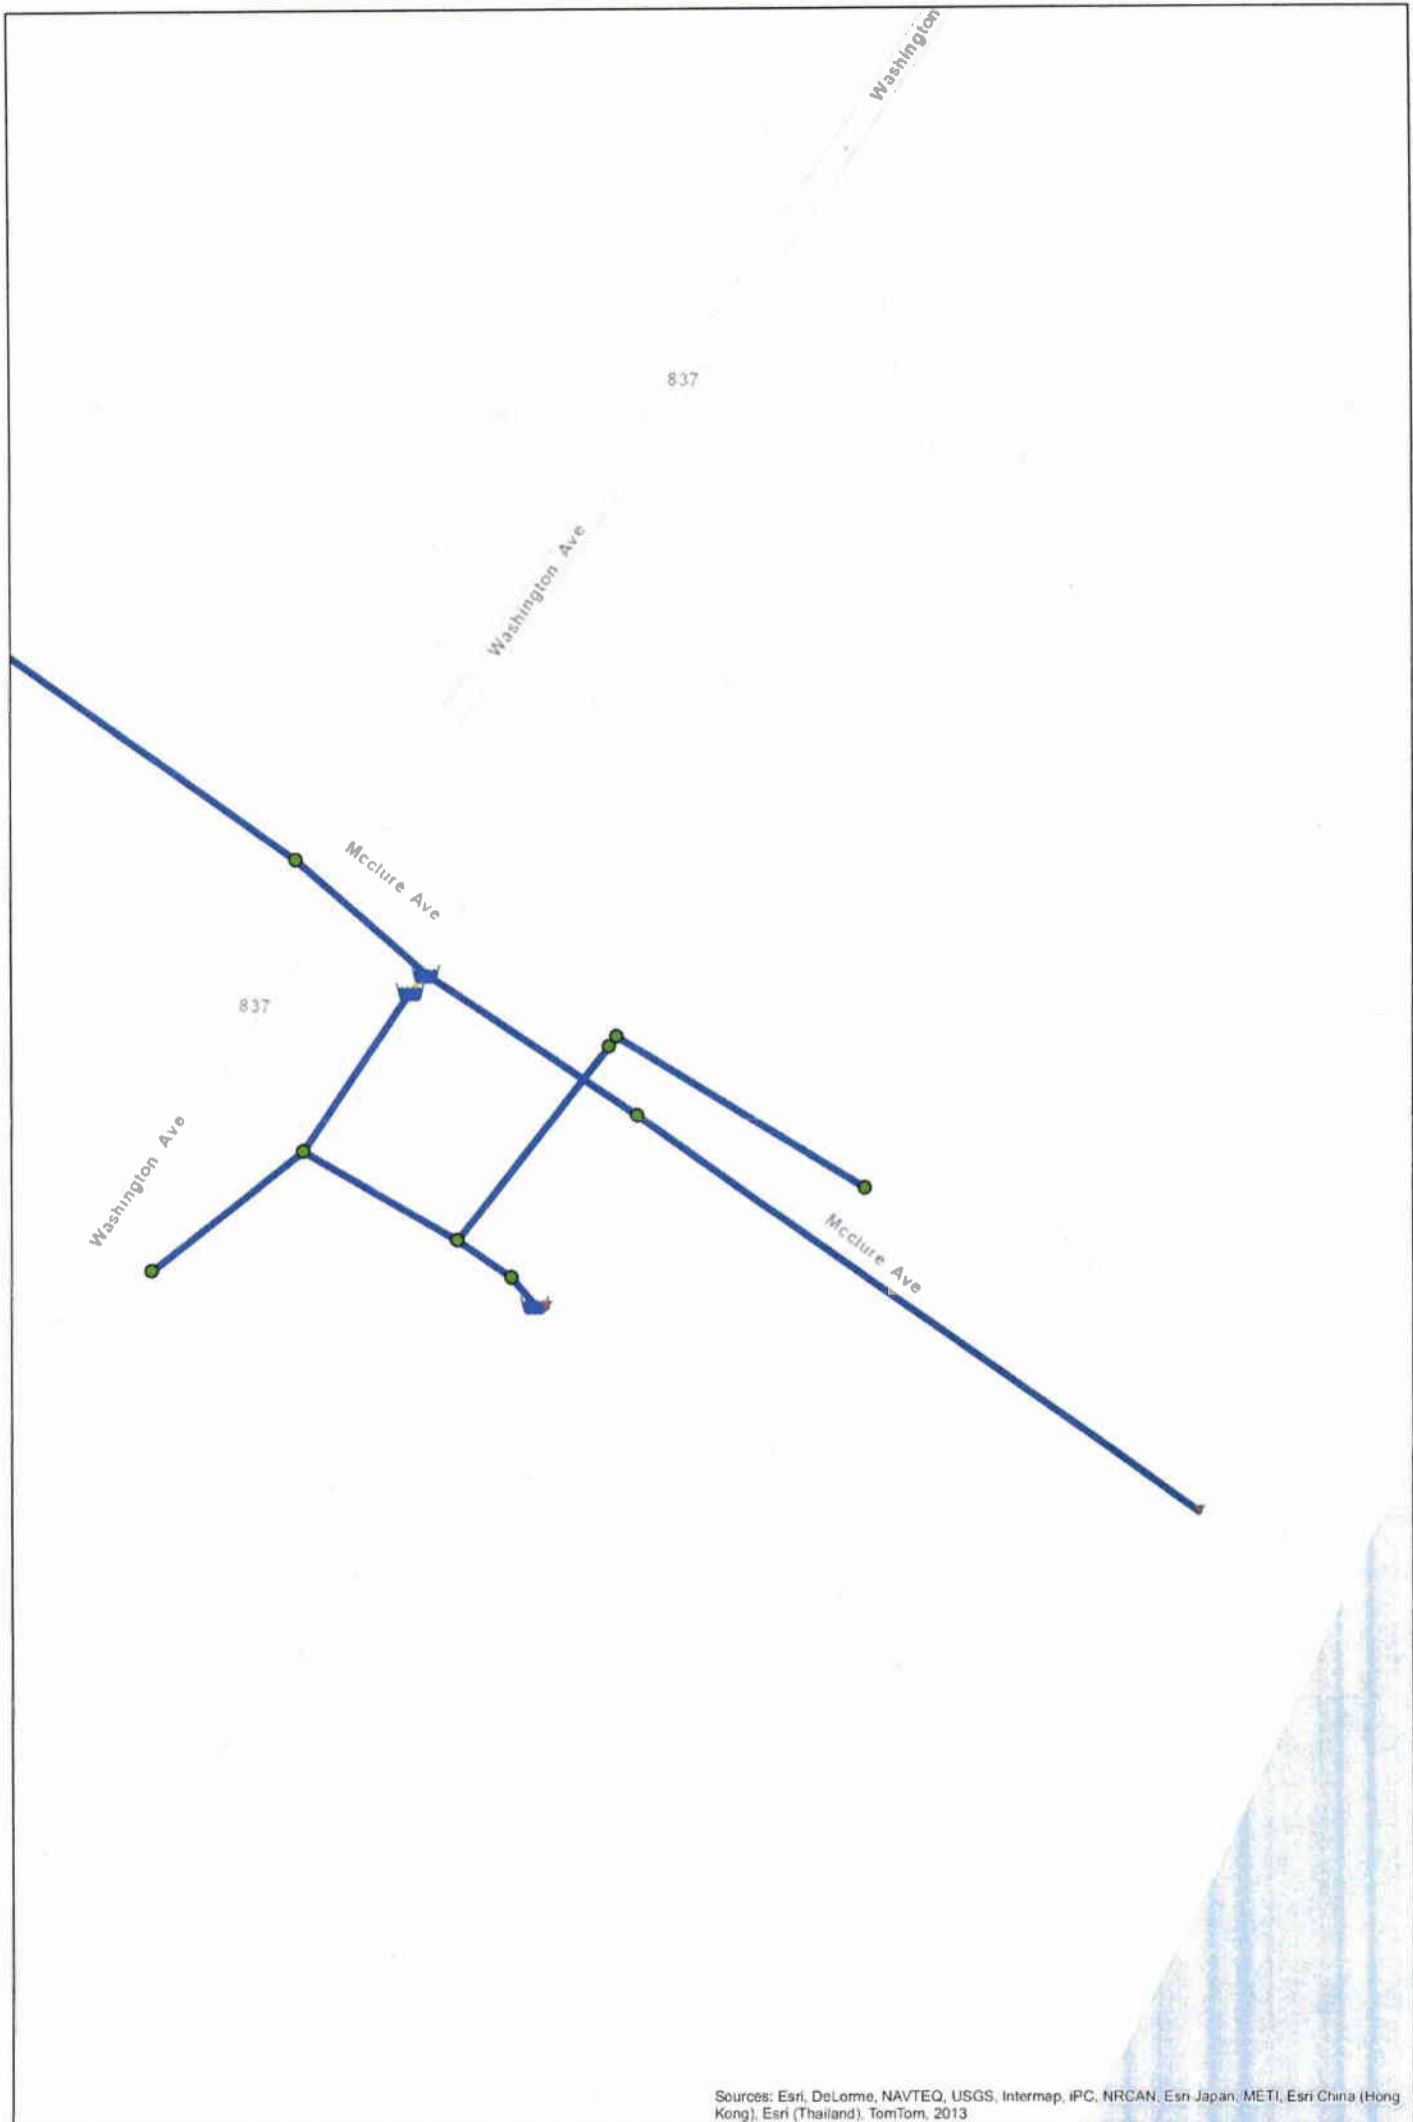 Washington
837
Washington Ave
Mcclure Ave
837
Washington Ave
Mcclure Ave
Sources: Esri, DeLorme, NAVTEQ, USGS, Intermap, iPC, NRCAN, Esri Japan, METI, Esri China (Hong
Kong), Esri (Thailand), TomTom, 2013